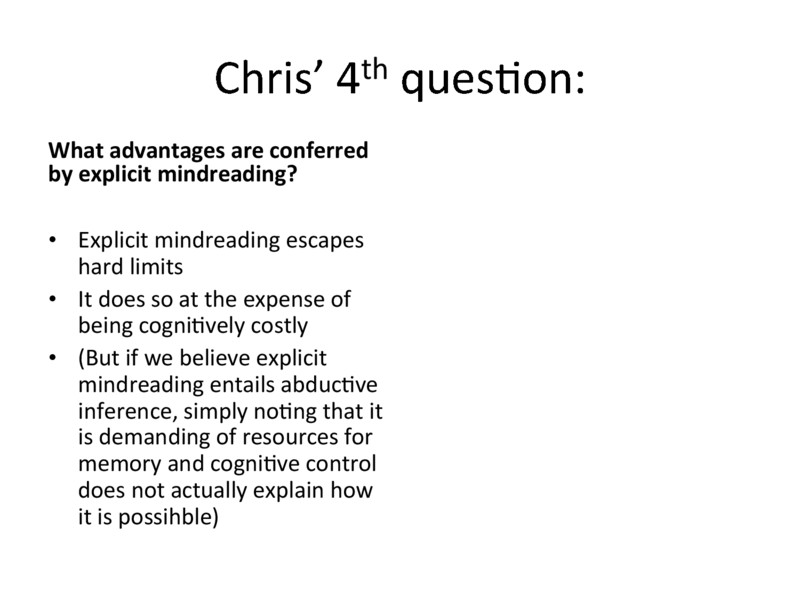 Chris’ 4th question:
What advantages are conferred
by explicit mindreading?
• Explicit mindreading escapes
hard limits
• It does so at the expense of
being cognitively costly
• (But if we believe explicit
mindreading entails abductive
inference, simply noting that it
is demanding of resources for
memory and cognitive control
does not actually explain how
it is possihble)